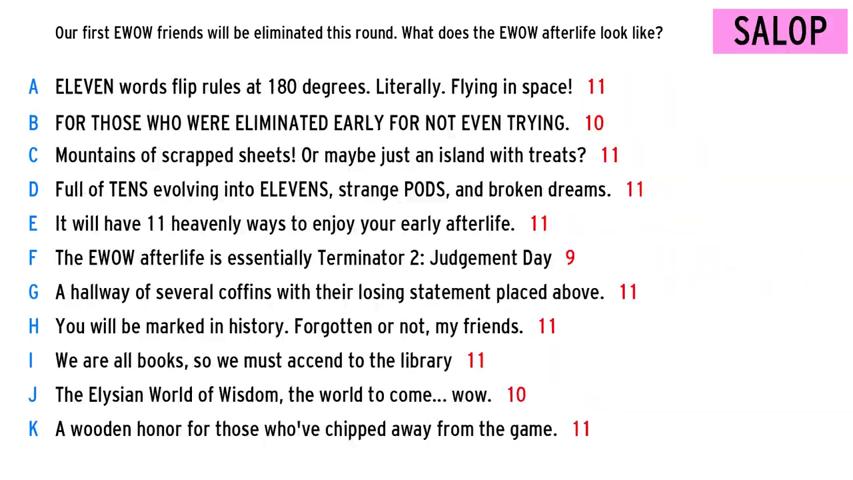 Our first EWOW friends will be eliminated this round. What does the EWOW afterlife look like?
SALOP
A ELEVEN words flip rules at 180 degrees. Literally. Flying in space! 11
B FOR THOSE WHO WERE ELIMINATED EARLY FOR NOT EVEN TRYING. 10
C Mountains of scrapped sheets! Or maybe just an island with treats? 11
D Full of TENS evolving into ELEVENS, strange PODS, and broken dreams. 11
E It will have 11 heavenly ways to enjoy your early afterlife. 11
F The EWOW afterlife is essentially Terminator 2: Judgement Day 9
G A hallway of several coffins with their losing statement placed above. 11
H You will be marked in history. Forgotten or not, my friends. 11
I We are all books, so we must accend to the library 11
J The Elysian World of Wisdom, the world to come... wow. 10
K A wooden honor for those who've chipped away from the game. 11